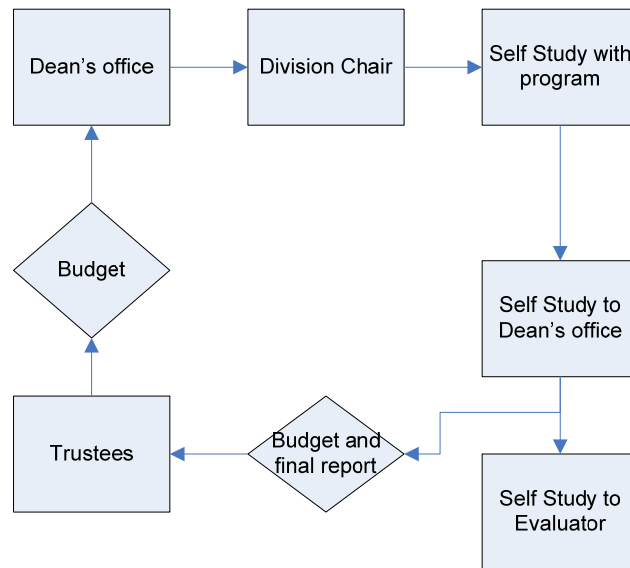 Dean’s office
Division Chair
Self Study with
program
Budget
Self Study to
Dean’s office
Trustees
Budget and
final report
Self Study to
Evaluator